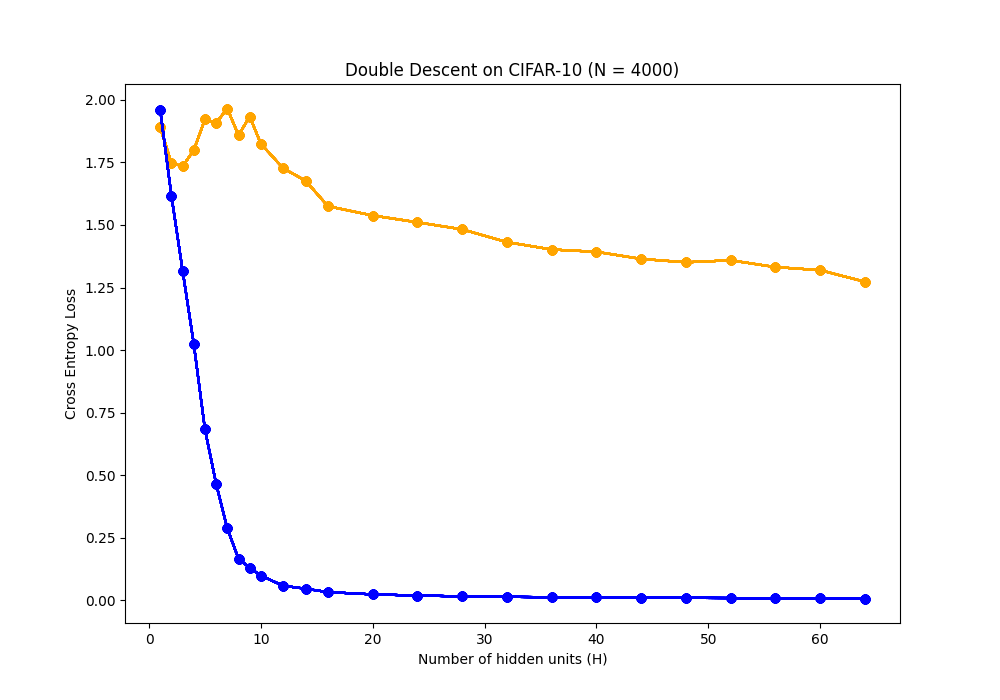 Double Descent on CIFAR-10 (N = 4000)
2.00
1.75
1.50
1.25
1.00
0.75
0.50
0.25
0.00
Cross Entropy Loss
0 10 20 30 40 50 60
Number of hidden units (H)